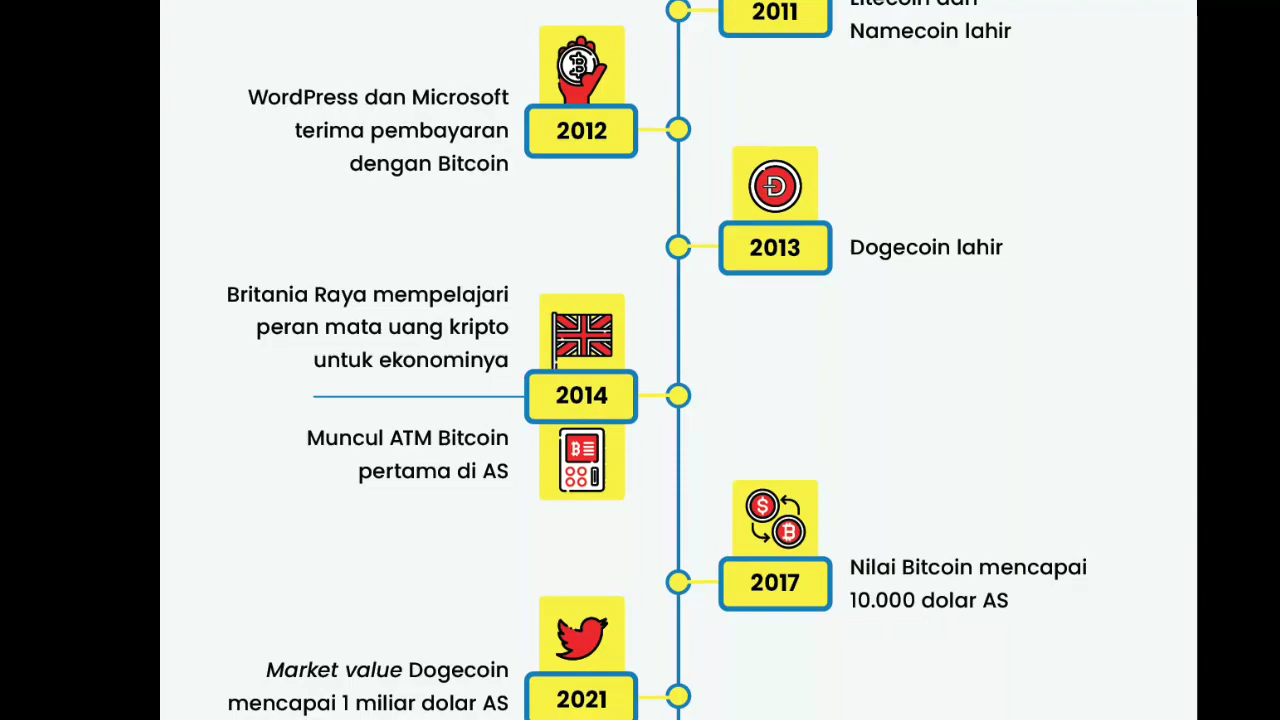 2011
Litecoin dan
Namecoin lahir
WordPress dan Microsoft
terima pembayaran
dengan Bitcoin
2012
2013
Dogecoin lahir
Britania Raya mempelajari
peran mata uang kripto
untuk ekonominya
2014
Muncul ATM Bitcoin
pertama di AS
2017
Nilai Bitcoin mencapai
10.000 dolar AS
Market value Dogecoin
mencapai 1 miliar dolar AS
2021